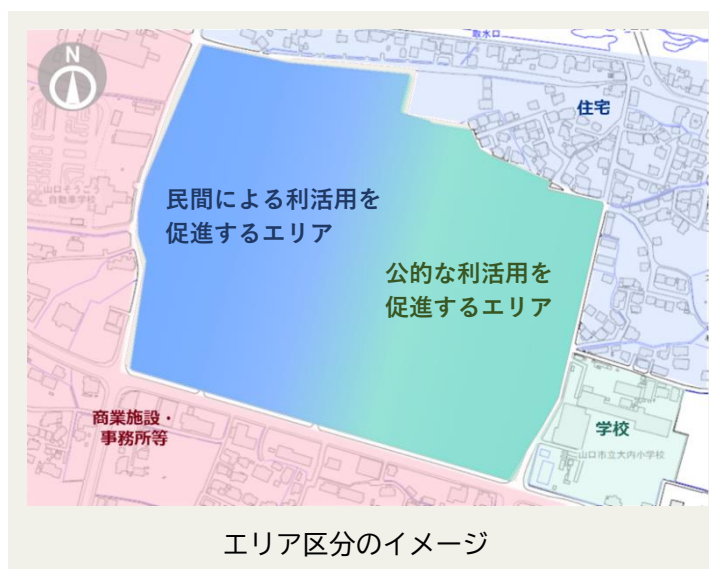 取水口
N
住宅
山口そうごう
自動車学校
民間による利活用を
促進するエリア
公的な利活用を
促進するエリア
商業施設・
事務所等
学校
山口市立大内小学校
エリア区分のイメージ